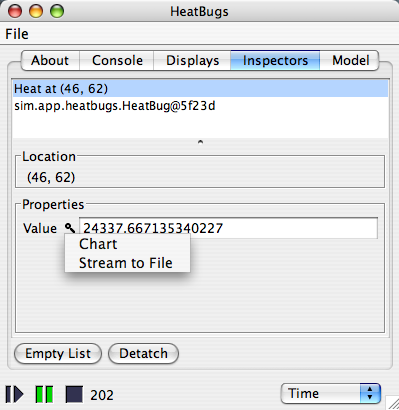 HeatBugs
File
About Console Displays Inspectors Model
Heat at (46, 62)
sim.app.heatbugs.HeatBug@5f23d
Location
(46, 62)
Properties
Value 24337.667135340227
Chart
Stream to File
Empty List Detatch
202 Time